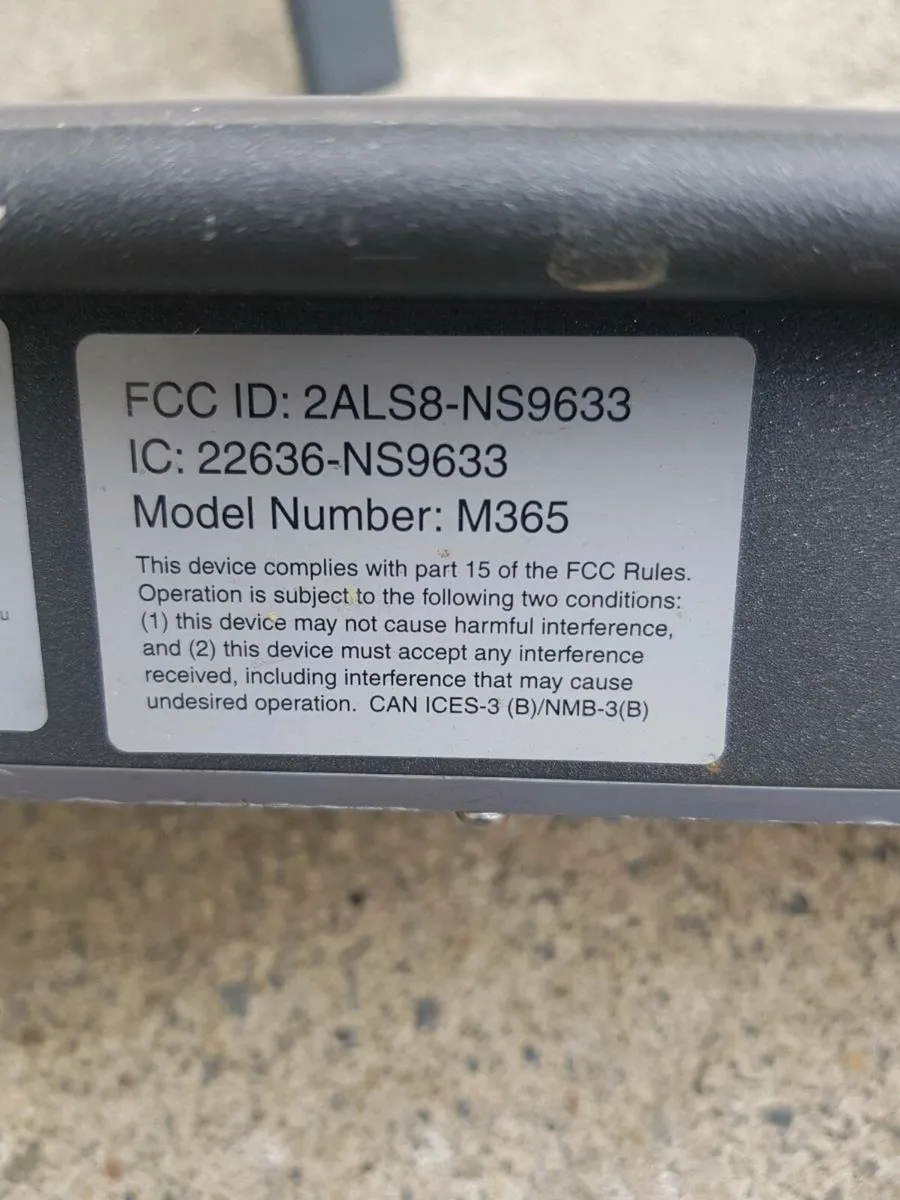 FCC ID: 2ALS8-NS9633
IC: 22636-NS9633
Model Number: M365
This device complies with part 15 of the FCC Rules.
Operation is subject to the following two conditions:
(1) this device may not cause harmful interference,
and (2) this device must accept any interference
received, including interference that may cause
undesired operation. CAN ICES-3 (B)/NMB-3(B)